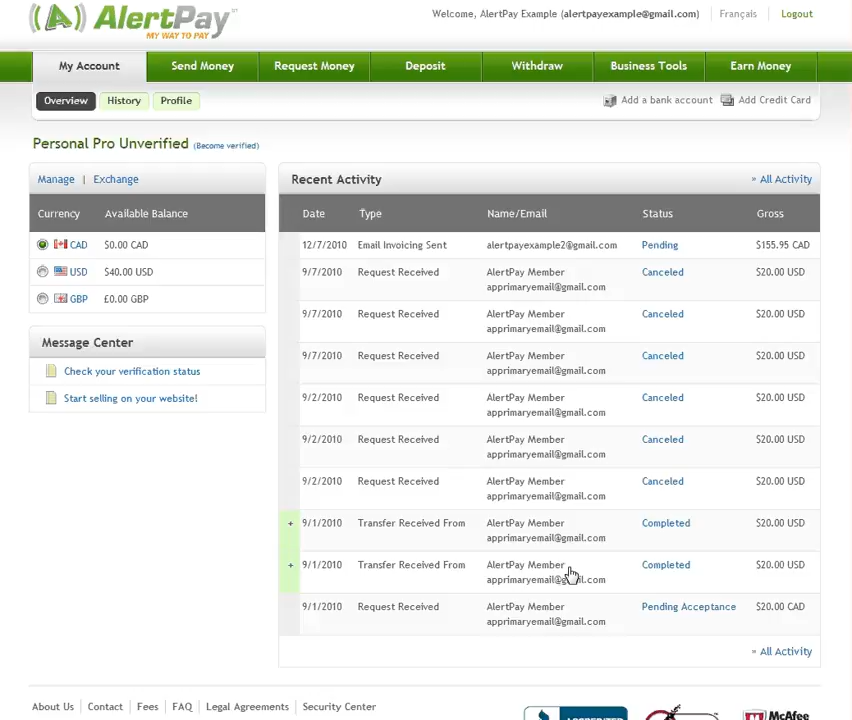 AlertPay
MY WAY TO PAY
Welcome, AlertPay Example (alertpayexample@gmail.com) | Français | Logout
My Account Send Money Request Money Deposit Withdraw Business Tools Earn Money
Overview History Profile Add a bank account Add Credit Card
Personal Pro Unverified (Become verified)
Manage | Exchange
Currency Available Balance
CAD $0.00 CAD
USD $40.00 USD
GBP £0.00 GBP
Message Center
Check your verification status
Start selling on your website!
Recent Activity » All Activity
Date Type Name/Email Status Gross
12/7/2010 Email Invoicing Sent alertpayexample2@gmail.com Pending $155.95 CAD
9/7/2010 Request Received AlertPay Member Canceled $20.00 USD
apprimaryemail@gmail.com
9/7/2010 Request Received AlertPay Member Canceled $20.00 USD
apprimaryemail@gmail.com
9/7/2010 Request Received AlertPay Member Canceled $20.00 USD
apprimaryemail@gmail.com
9/2/2010 Request Received AlertPay Member Canceled $20.00 USD
apprimaryemail@gmail.com
9/2/2010 Request Received AlertPay Member Canceled $20.00 USD
apprimaryemail@gmail.com
9/2/2010 Request Received AlertPay Member Canceled $20.00 USD
apprimaryemail@gmail.com
+ 9/1/2010 Transfer Received From AlertPay Member Completed $20.00 USD
apprimaryemail@gmail.com
+ 9/1/2010 Transfer Received From AlertPay Member Completed $20.00 USD
apprimaryemail@gmail.com
9/1/2010 Request Received AlertPay Member Pending Acceptance $20.00 CAD
apprimaryemail@gmail.com
» All Activity
About Us | Contact | Fees | FAQ | Legal Agreements | Security Center
ACCREDITED
McAfee